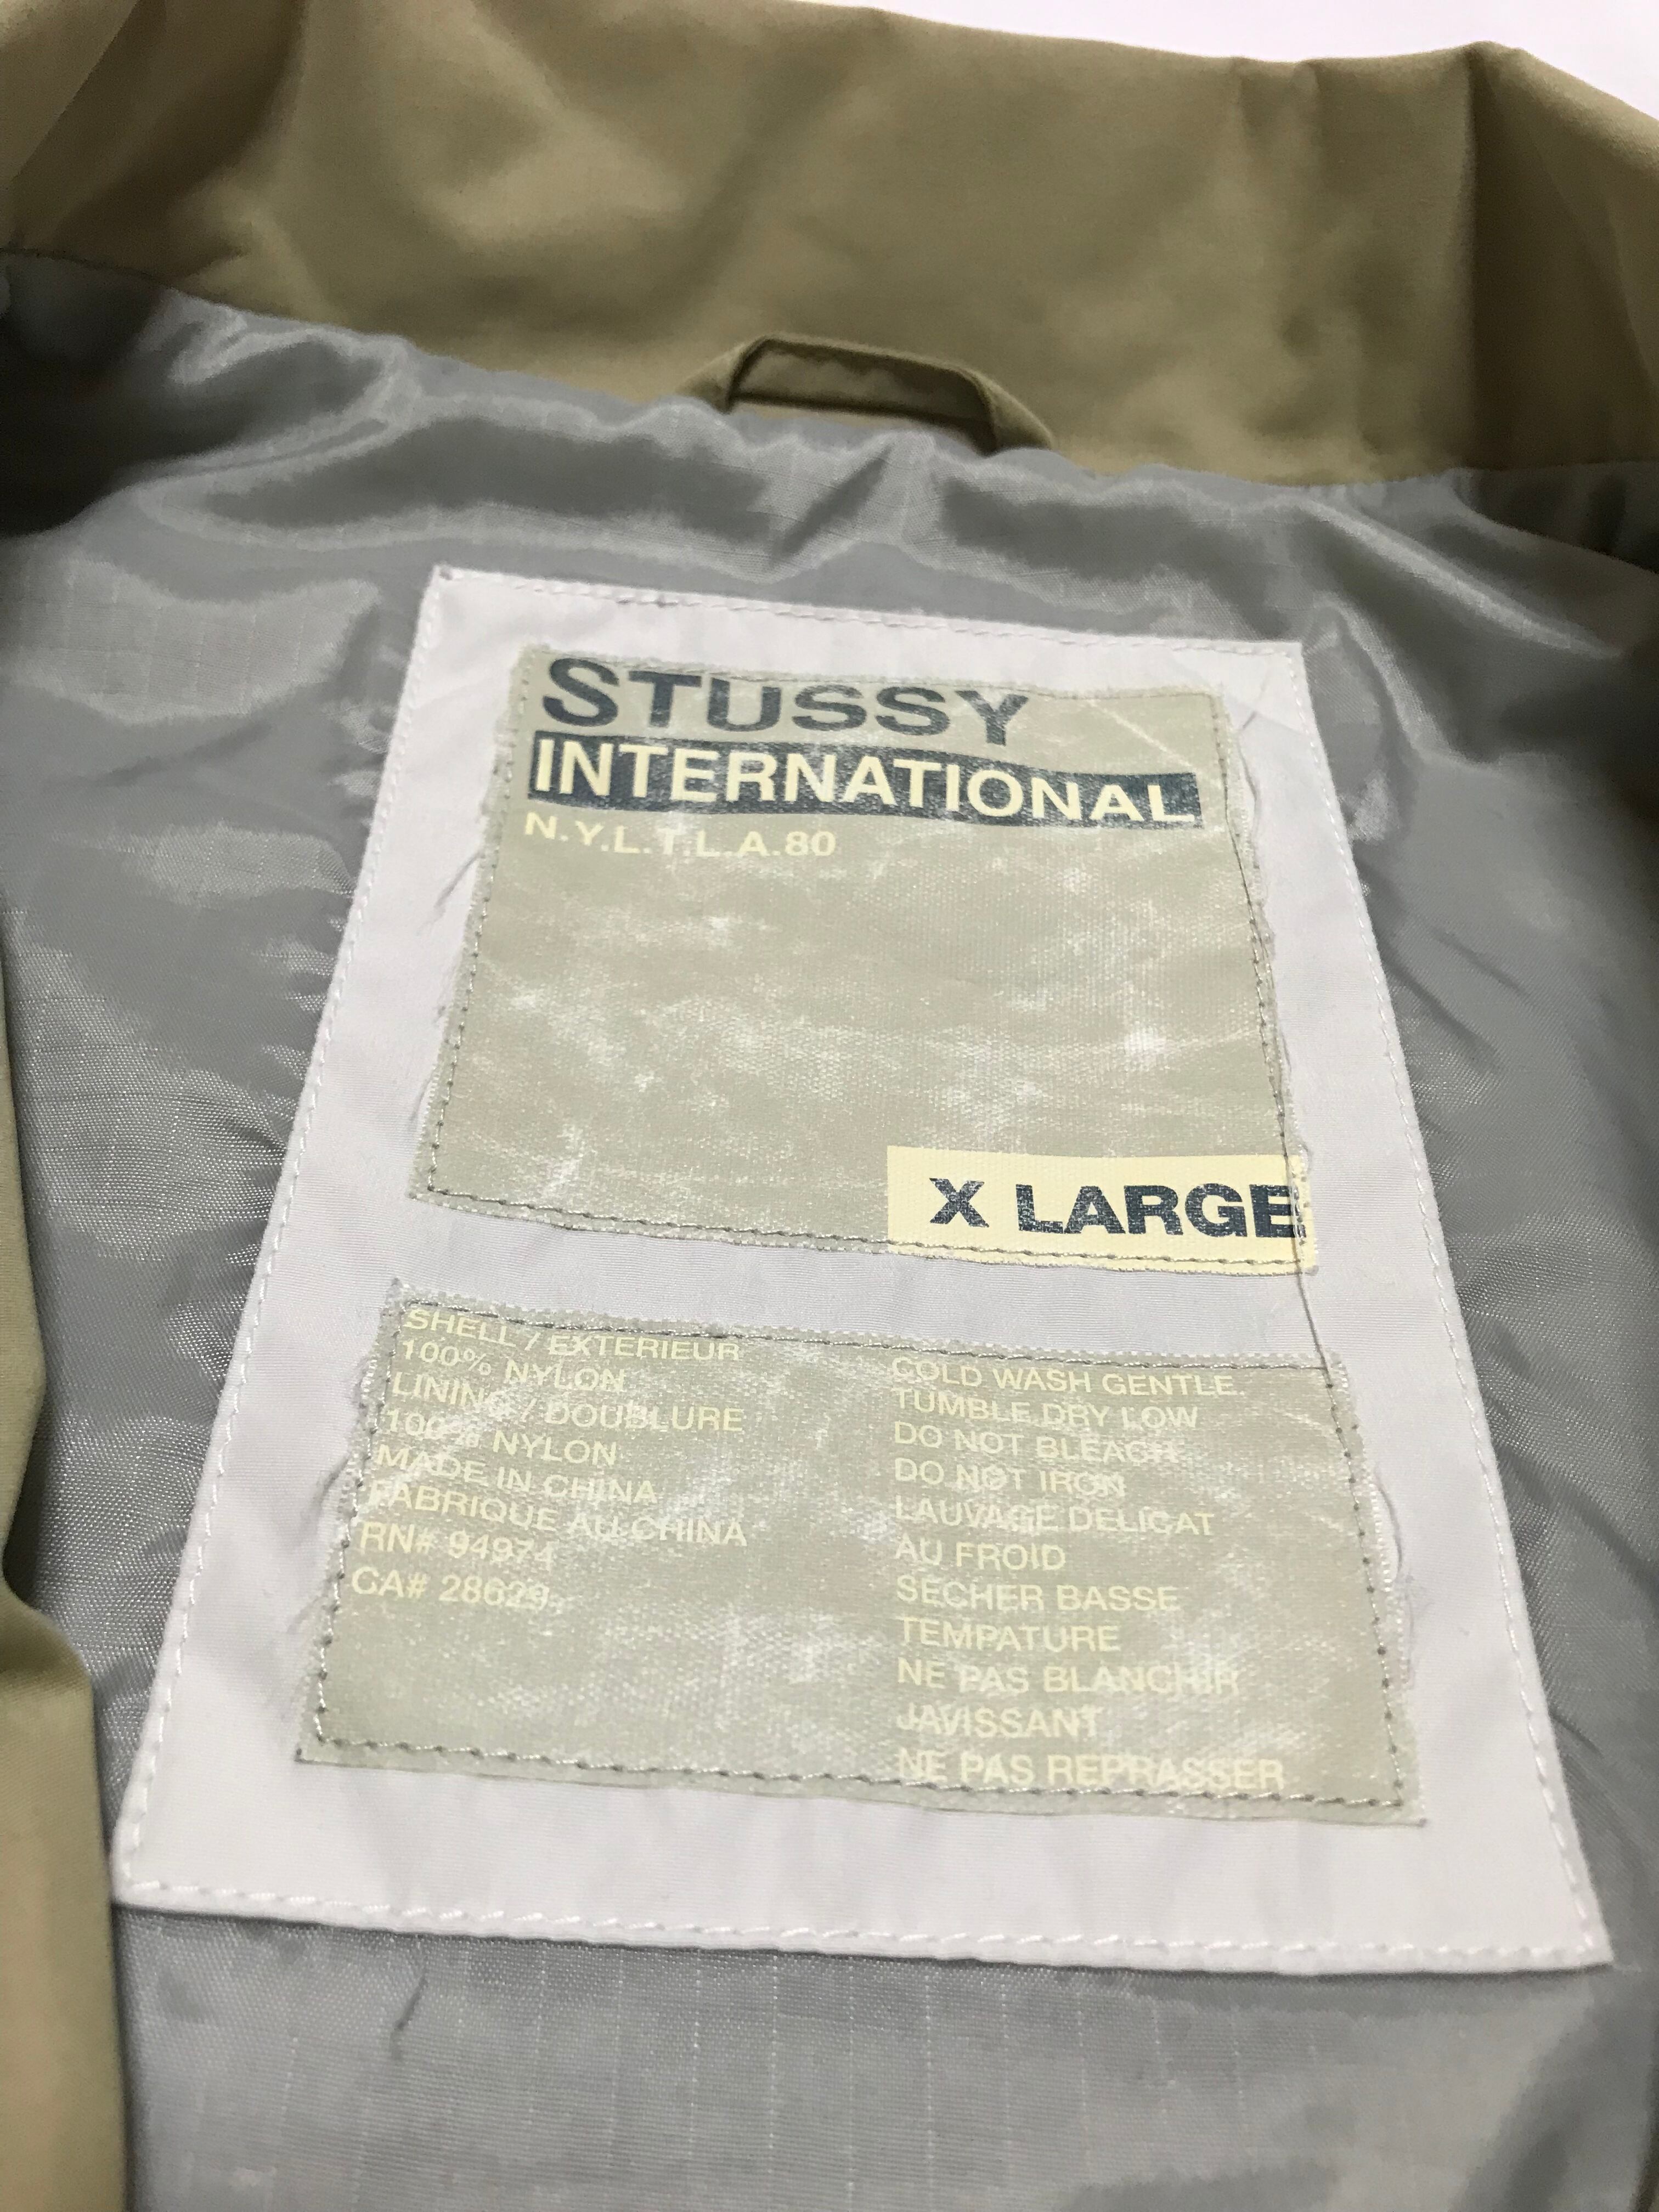 STUSSY
INTERNATIONAL
N.Y.L.T.L.A.80
X LARGE
SHELL / EXTERIEUR
100% NYLON
LINING / DOUBLURE
100% NYLON
MADE IN CHINA
FABRIQUE AU CHINA
RN# 94974
CA# 28629
COLD WASH GENTLE.
TUMBLE DRY LOW
DO NOT BLEACH
DO NOT IRON
LAUVAGE DELICAT
AU FROID
SECHER BASSE
TEMPATURE
NE PAS BLANCHIR
JAVISSANT
NE PAS REPRASSER